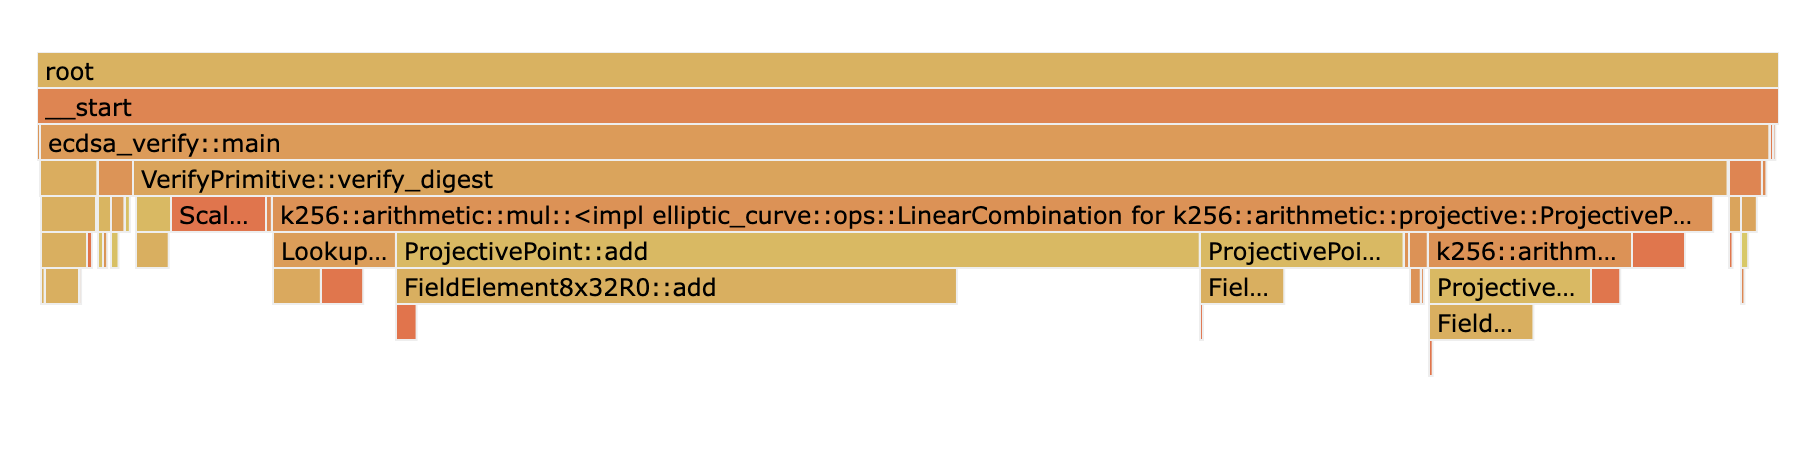 root
__start
ecdsa_verify::main
VerifyPrimitive::verify_digest
Scal...
k256::arithmetic::mul::<impl elliptic_curve::ops::LinearCombination for k256::arithmetic::projective::ProjectiveP...
Lookup...
ProjectivePoint::add
ProjectivePoi...
k256::arithm...
FieldElement8x32R0::add
Fiel...
Projective...
Field...